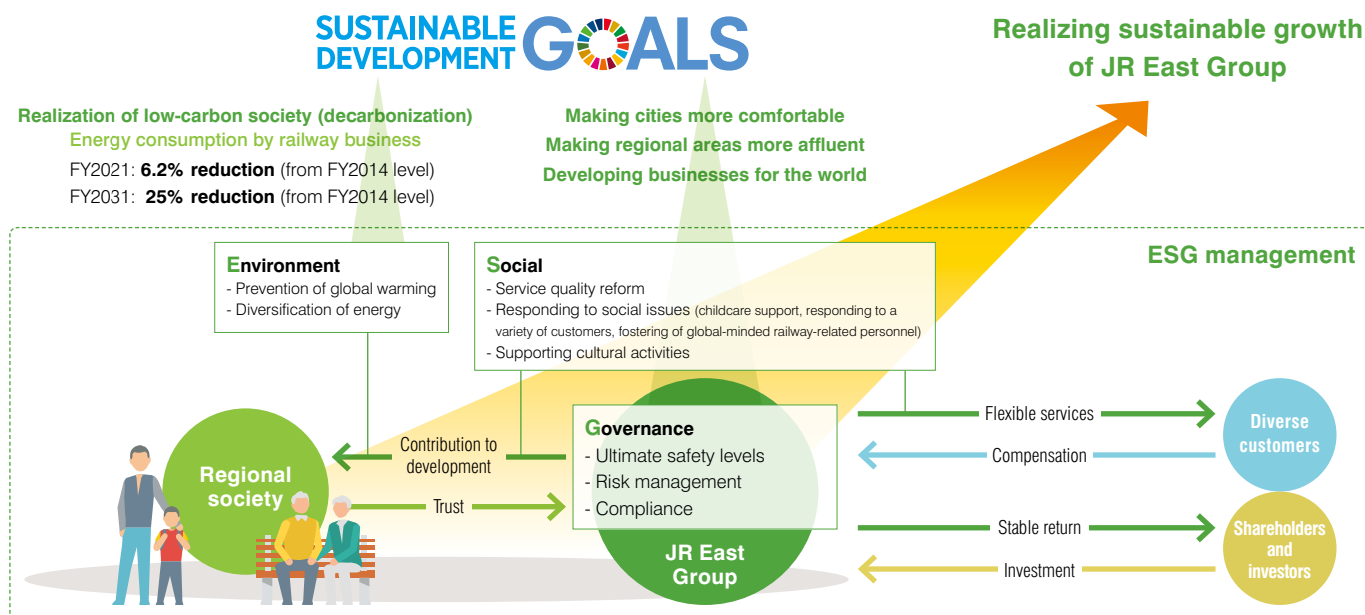 SUSTAINABLE
DEVELOPMENT
GOALS
Realizing sustainable growth
of JR East Group
Realization of low-carbon society (decarbonization)
Energy consumption by railway business
FY2021: 6.2% reduction (from FY2014 level)
FY2031: 25% reduction (from FY2014 level)
Making cities more comfortable
Making regional areas more affluent
Developing businesses for the world
ESG management
Environment
- Prevention of global warming
- Diversification of energy
Social
- Service quality reform
- Responding to social issues (childcare support, responding to a
variety of customers, fostering of global-minded railway-related personnel)
- Supporting cultural activities
Regional
society
Contribution to
development
Trust
Governance
- Ultimate safety levels
- Risk management
- Compliance
JR East
Group
Flexible services
Compensation
Diverse
customers
Stable return
Investment
Shareholders
and
investors